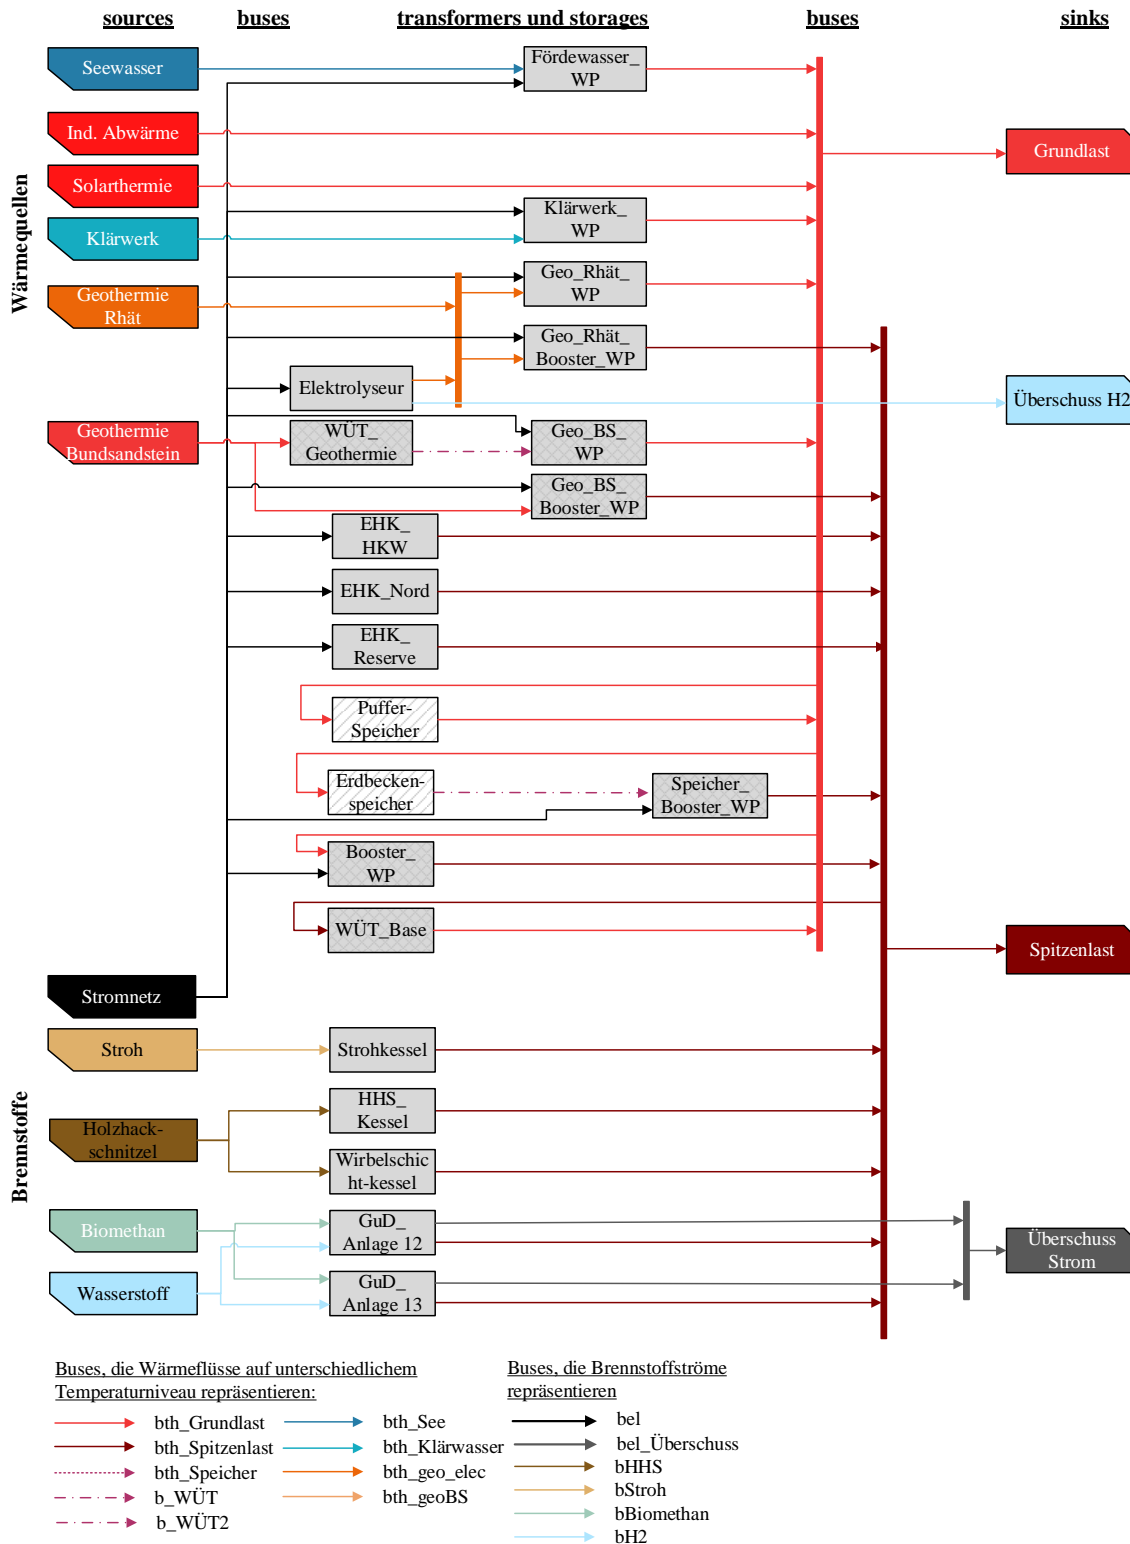 sources
buses
transformers und storages
buses
sinks
Wärmequellen
Seewasser
Fördewasser_
WP
Ind. Abwärme
Grundlast
Solarthermie
Klärwerk_
WP
Klärwerk
Geo_Rhät_
WP
Geothermie
Rhät
Geo_Rhät_
Booster_WP
Elektrolyseur
Überschuss H2
Geothermie
Bundsandstein
WÜT_
Geothermie
Geo_BS_
WP
Geo_BS_
Booster_WP
EHK_
HKW
EHK_Nord
EHK_
Reserve
Puffer-
Speicher
Erdbecken-
speicher
Speicher_
Booster_WP
Booster_
WP
WÜT_Base
Spitzenlast
Stromnetz
Brennstoffe
Stroh
Strohkessel
HHS_
Kessel
Holzhack-
schnitzel
Wirbelschic
ht-kessel
Biomethan
GuD_
Anlage 12
Überschuss
Strom
Wasserstoff
GuD_
Anlage 13
Buses, die Wärmeflüsse auf unterschiedlichem
Temperaturniveau repräsentieren:
bth_Grundlast
bth_Spitzenlast
bth_Speicher
b_WÜT
b_WÜT2
bth_See
bth_Klärwasser
bth_geo_elec
bth_geoBS
Buses, die Brennstoffströme
repräsentieren
bel
bel_Überschuss
bHHS
bStroh
bBiomethan
bH2